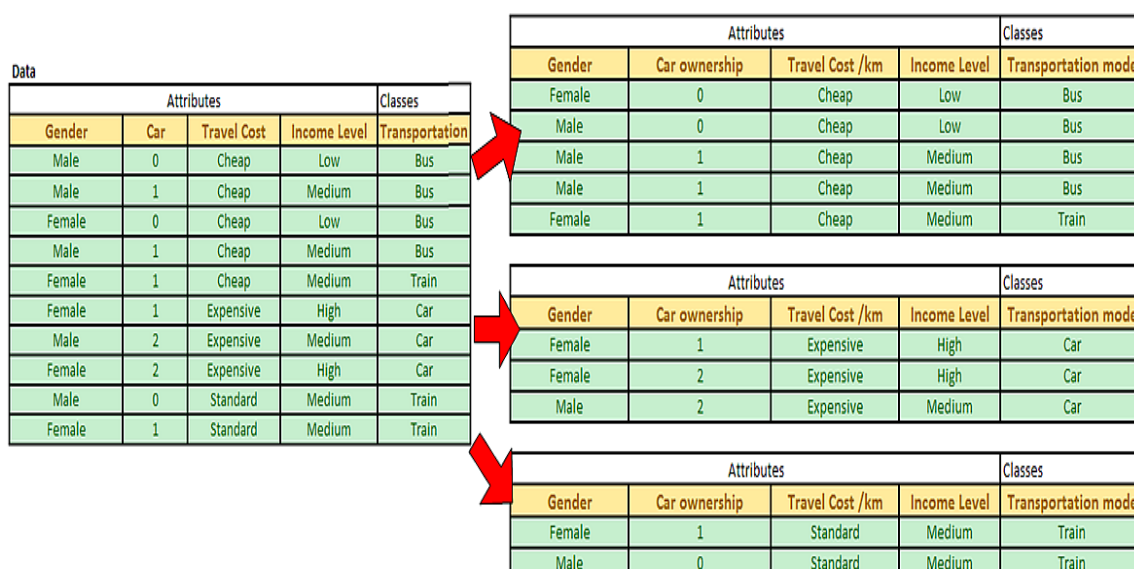 Data
Attributes Classes
Gender Car Travel Cost Income Level Transportation
Male 0 Cheap Low Bus
Male 1 Cheap Medium Bus
Female 0 Cheap Low Bus
Male 1 Cheap Medium Bus
Female 1 Cheap Medium Train
Female 1 Expensive High Car
Male 2 Expensive Medium Car
Female 2 Expensive High Car
Male 0 Standard Medium Train
Female 1 Standard Medium Train
Attributes Classes
Gender Car ownership Travel Cost /km Income Level Transportation mode
Female 0 Cheap Low Bus
Male 0 Cheap Low Bus
Male 1 Cheap Medium Bus
Male 1 Cheap Medium Bus
Female 1 Cheap Medium Train
Attributes Classes
Gender Car ownership Travel Cost /km Income Level Transportation mode
Female 1 Expensive High Car
Female 2 Expensive High Car
Male 2 Expensive Medium Car
Attributes Classes
Gender Car ownership Travel Cost /km Income Level Transportation mode
Female 1 Standard Medium Train
Male 0 Standard Medium Train